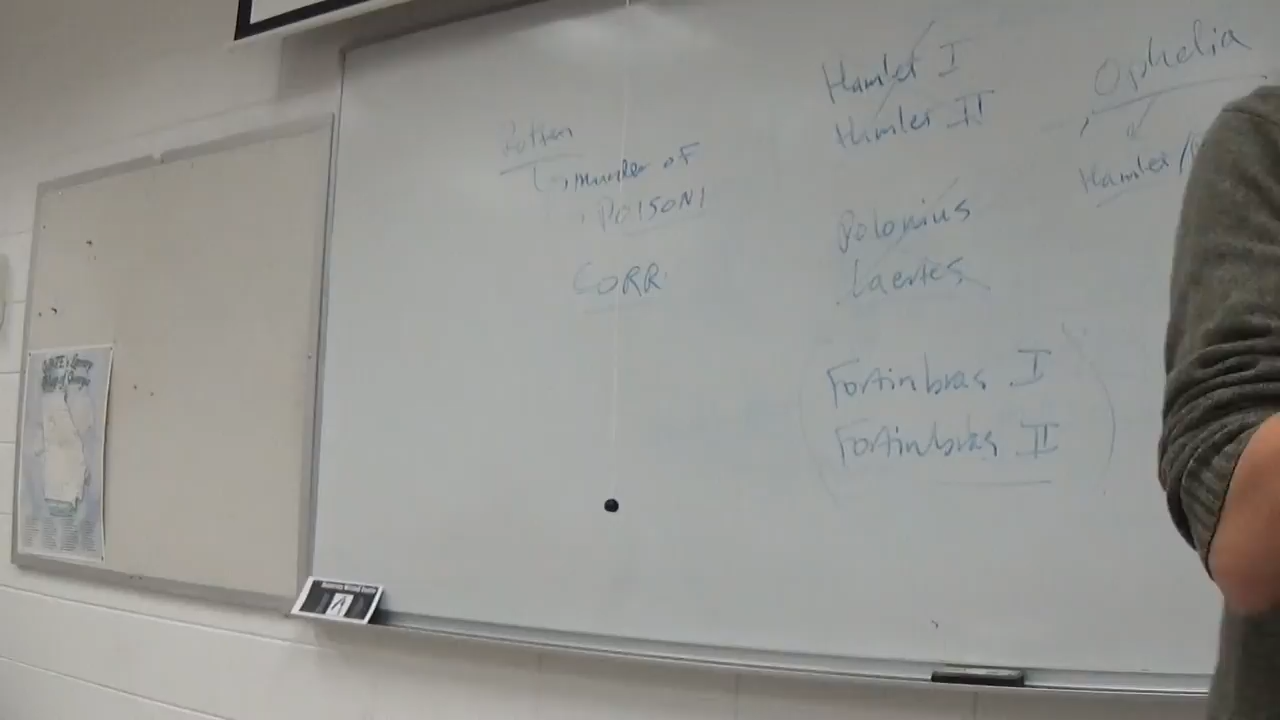 Hamlet I
Hamlet II
Ophelia
Hamlet/
Rotten
murder of
POISON!
CORR
Polonius
Laertes
Fortinbras I
Fortinbras II